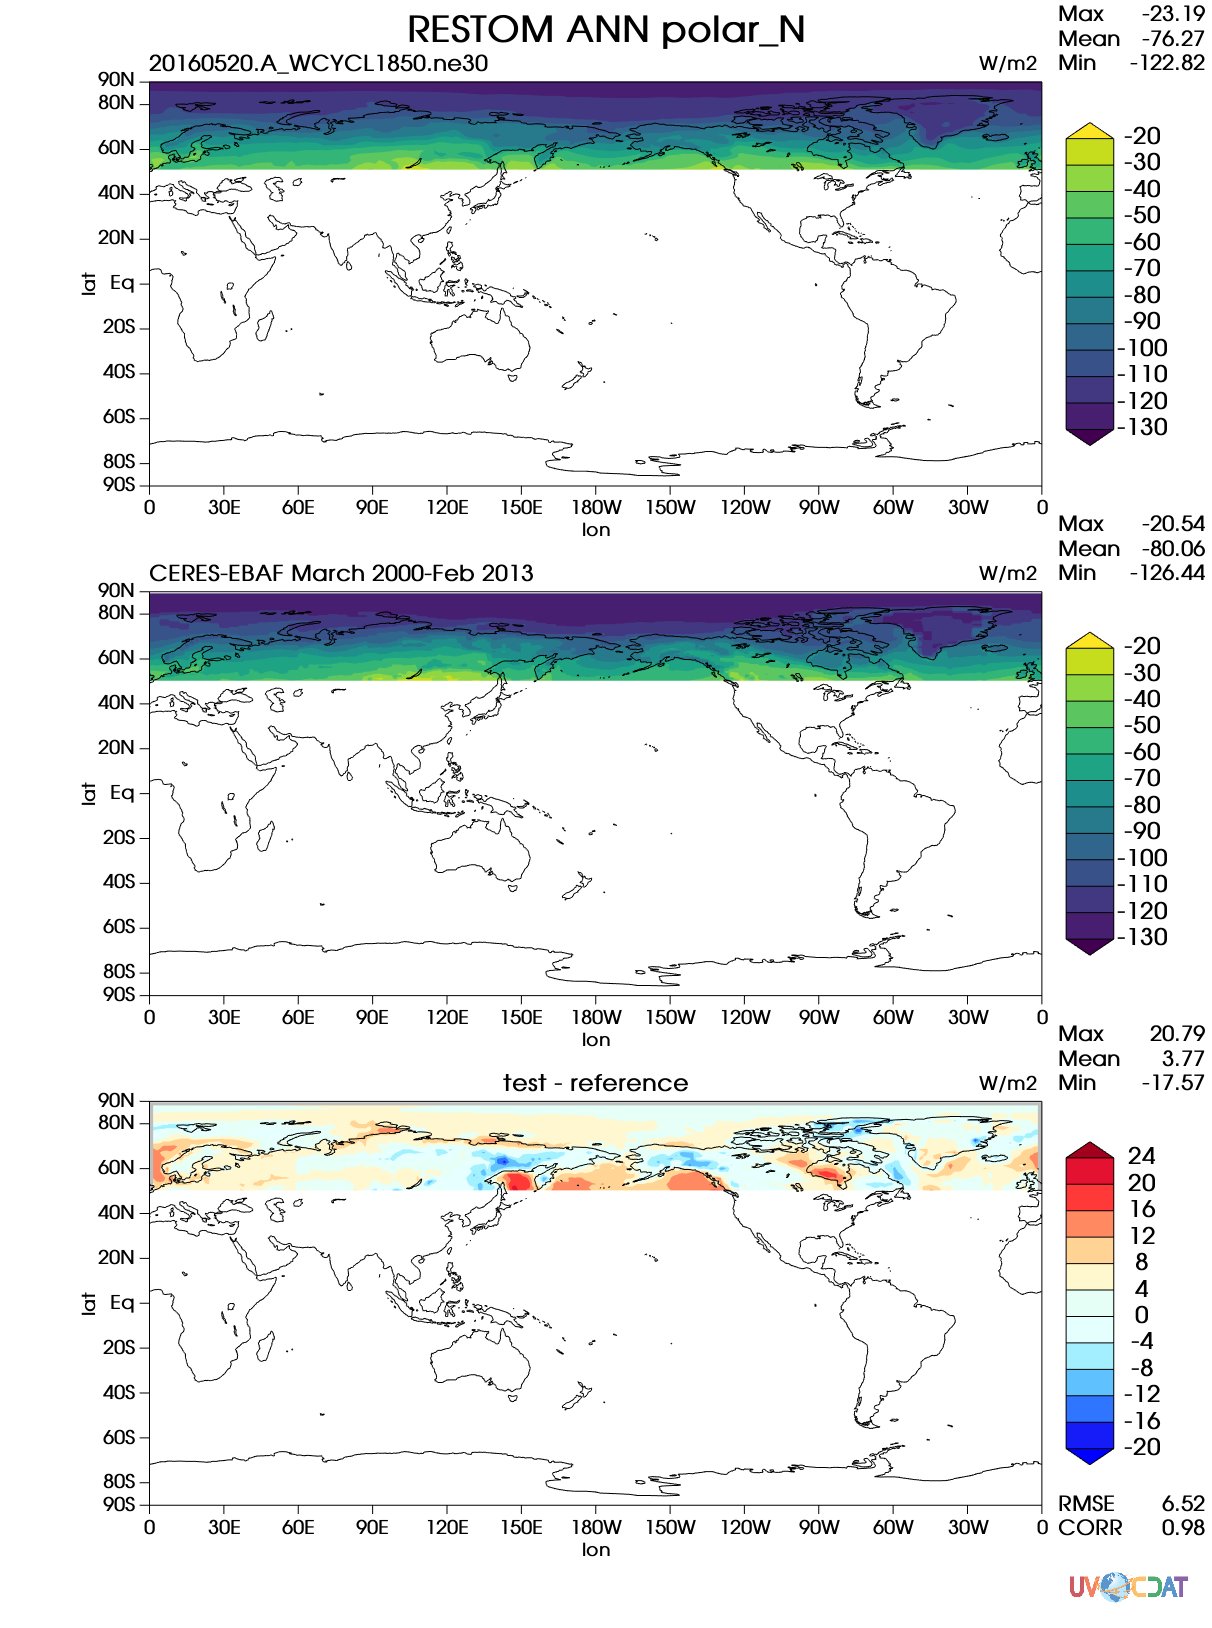 RESTOM ANN polar_N
Max -23.19
Mean -76.27
Min -122.82
20160520.A_WCYCL1850.ne30
W/m2
90N
80N
60N
40N
20N
Eq
20S
40S
60S
80S
90S
lat
0 30E 60E 90E 120E 150E 180W 150W 120W 90W 60W 30W 0
lon
-20
-30
-40
-50
-60
-70
-80
-90
-100
-110
-120
-130
Max -20.54
Mean -80.06
Min -126.44
CERES-EBAF March 2000-Feb 2013
W/m2
90N
80N
60N
40N
20N
Eq
20S
40S
60S
80S
90S
lat
0 30E 60E 90E 120E 150E 180W 150W 120W 90W 60W 30W 0
lon
-20
-30
-40
-50
-60
-70
-80
-90
-100
-110
-120
-130
Max 20.79
Mean 3.77
Min -17.57
test - reference
W/m2
90N
80N
60N
40N
20N
Eq
20S
40S
60S
80S
90S
lat
0 30E 60E 90E 120E 150E 180W 150W 120W 90W 60W 30W 0
lon
24
20
16
12
8
4
0
-4
-8
-12
-16
-20
RMSE 6.52
CORR 0.98
UV CDAT